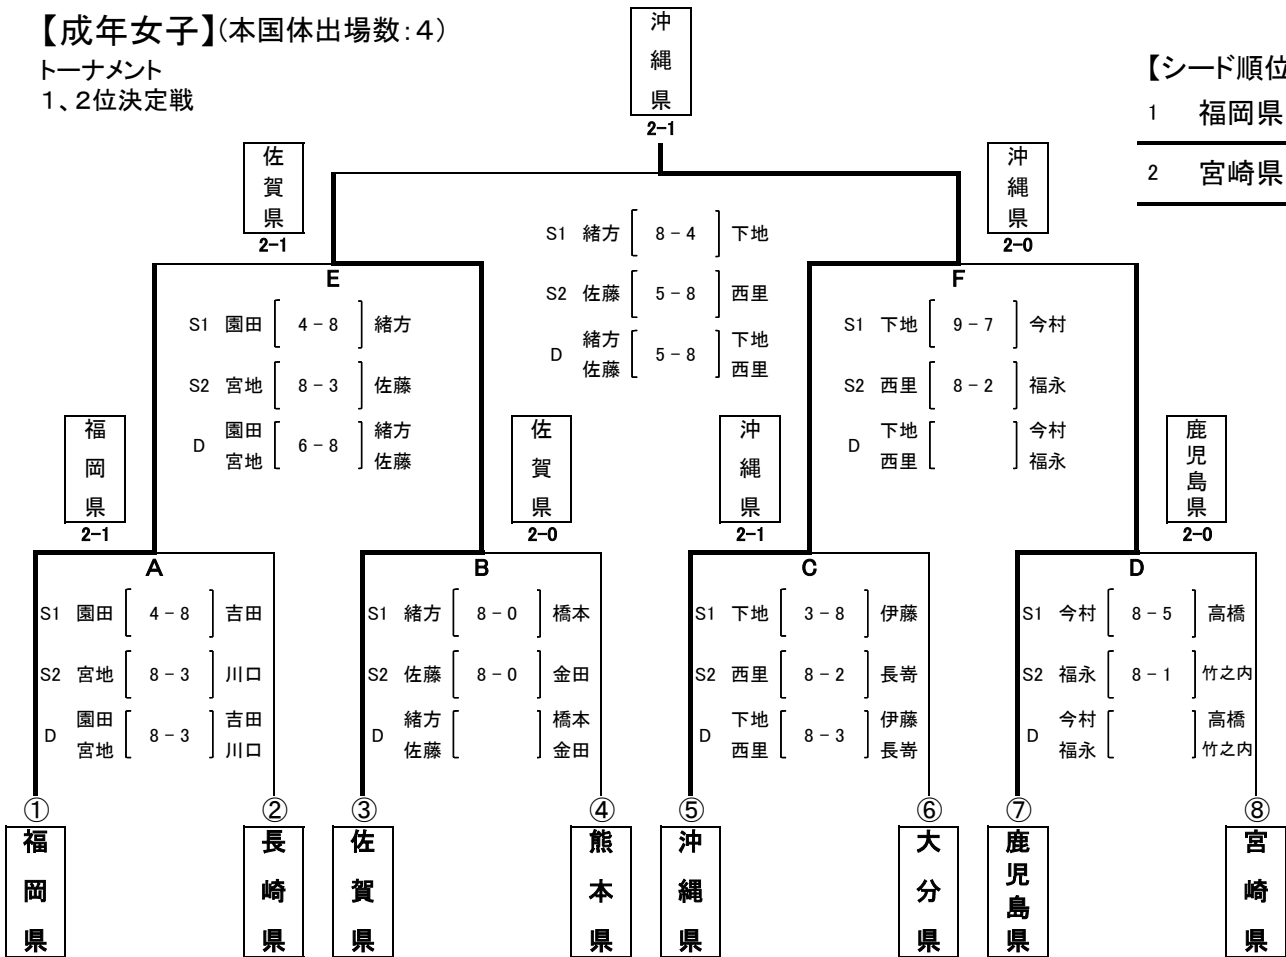 【成年女子】(本国体出場数:4)
トーナメント
1、2位決定戦
沖縄県
2-1
【シード順位
1 福岡県
2 宮崎県
佐賀県
2-1
沖縄県
2-0
S1 緒方 8-4 下地
S2 佐藤 5-8 西里
D 緒方 佐藤 5-8 下地 西里
E
S1 園田 4-8 緒方
S2 宮地 8-3 佐藤
D 園田 宮地 6-8 緒方 佐藤
F
S1 下地 9-7 今村
S2 西里 8-2 福永
D 下地 西里 今村 福永
福岡県
2-1
佐賀県
2-0
沖縄県
2-1
鹿児島県
2-0
A
S1 園田 4-8 吉田
S2 宮地 8-3 川口
D 園田 宮地 8-3 吉田 川口
B
S1 緒方 8-0 橋本
S2 佐藤 8-0 金田
D 緒方 佐藤 橋本 金田
C
S1 下地 3-8 伊藤
S2 西里 8-2 長嵜
D 下地 西里 8-3 伊藤 長嵜
D
S1 今村 8-5 高橋
S2 福永 8-1 竹之内
D 今村 福永 高橋 竹之内
① ② ③ ④ ⑤ ⑥ ⑦ ⑧
福岡県
長崎県
佐賀県
熊本県
沖縄県
大分県
鹿児島県
宮崎県